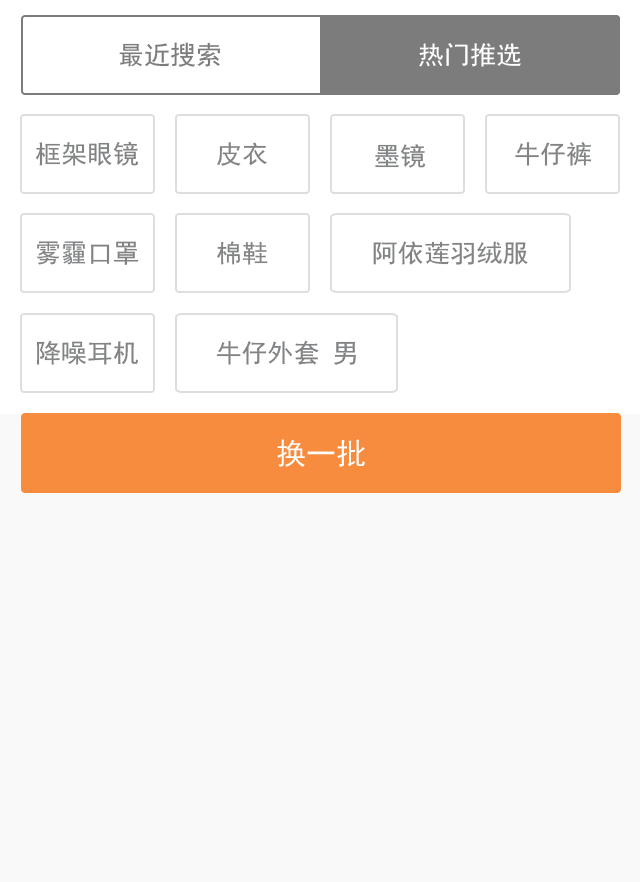 最近搜索 热门推选
框架眼镜 皮衣 墨镜 牛仔裤
雾霾口罩 棉鞋 阿依莲羽绒服
降噪耳机 牛仔外套 男
换一批